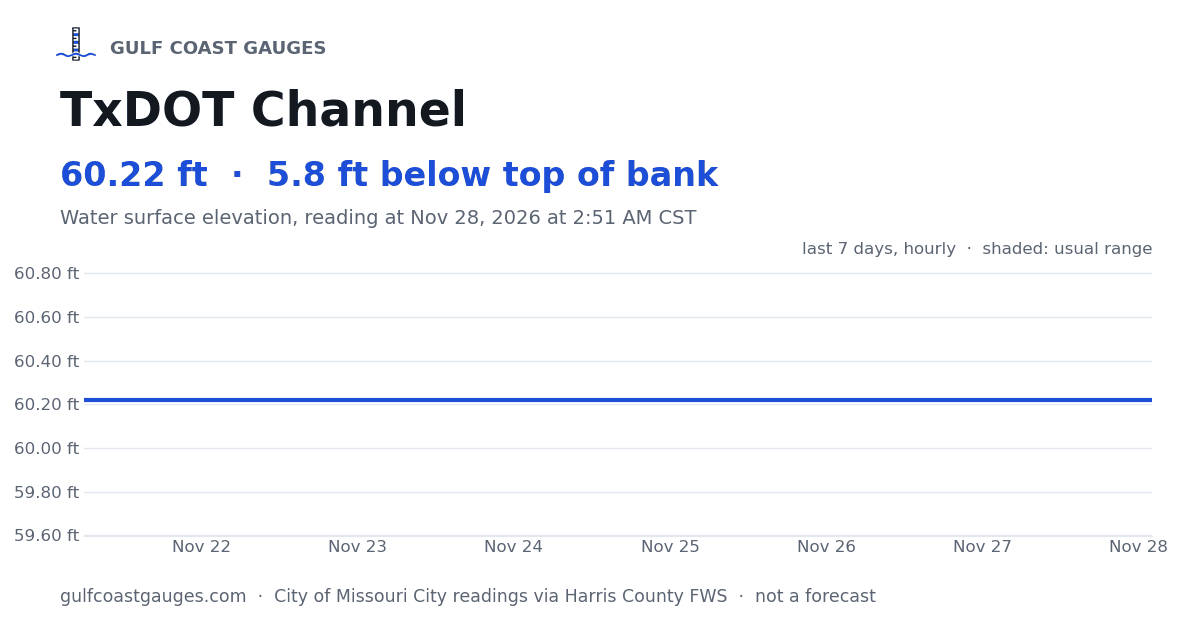 GULF COAST GAUGES
TxDOT Channel
60.22 ft · 5.8 ft below top of bank
Water surface elevation, reading at Nov 28, 2026 at 2:51 AM CST
last 7 days, hourly · shaded: usual range
60.80 ft
60.60 ft
60.40 ft
60.20 ft
60.00 ft
59.80 ft
59.60 ft
Nov 22 Nov 23 Nov 24 Nov 25 Nov 26 Nov 27 Nov 28
gulfcoastgauges.com · City of Missouri City readings via Harris County FWS · not a forecast